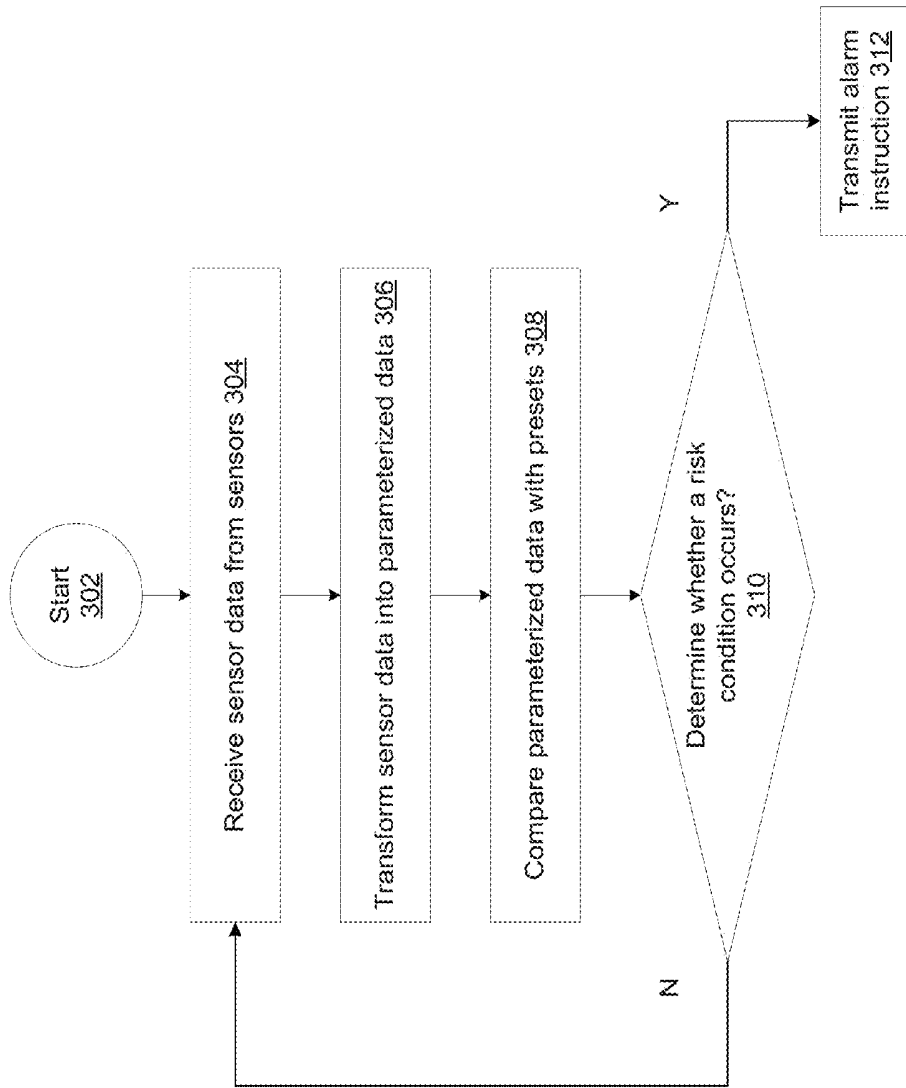 Start
302
Receive sensor data from sensors 304
Transform sensor data into parameterized data 306
Compare parameterized data with presets 308
Determine whether a risk
condition occurs?
310
N
Y
Transmit alarm
instruction 312